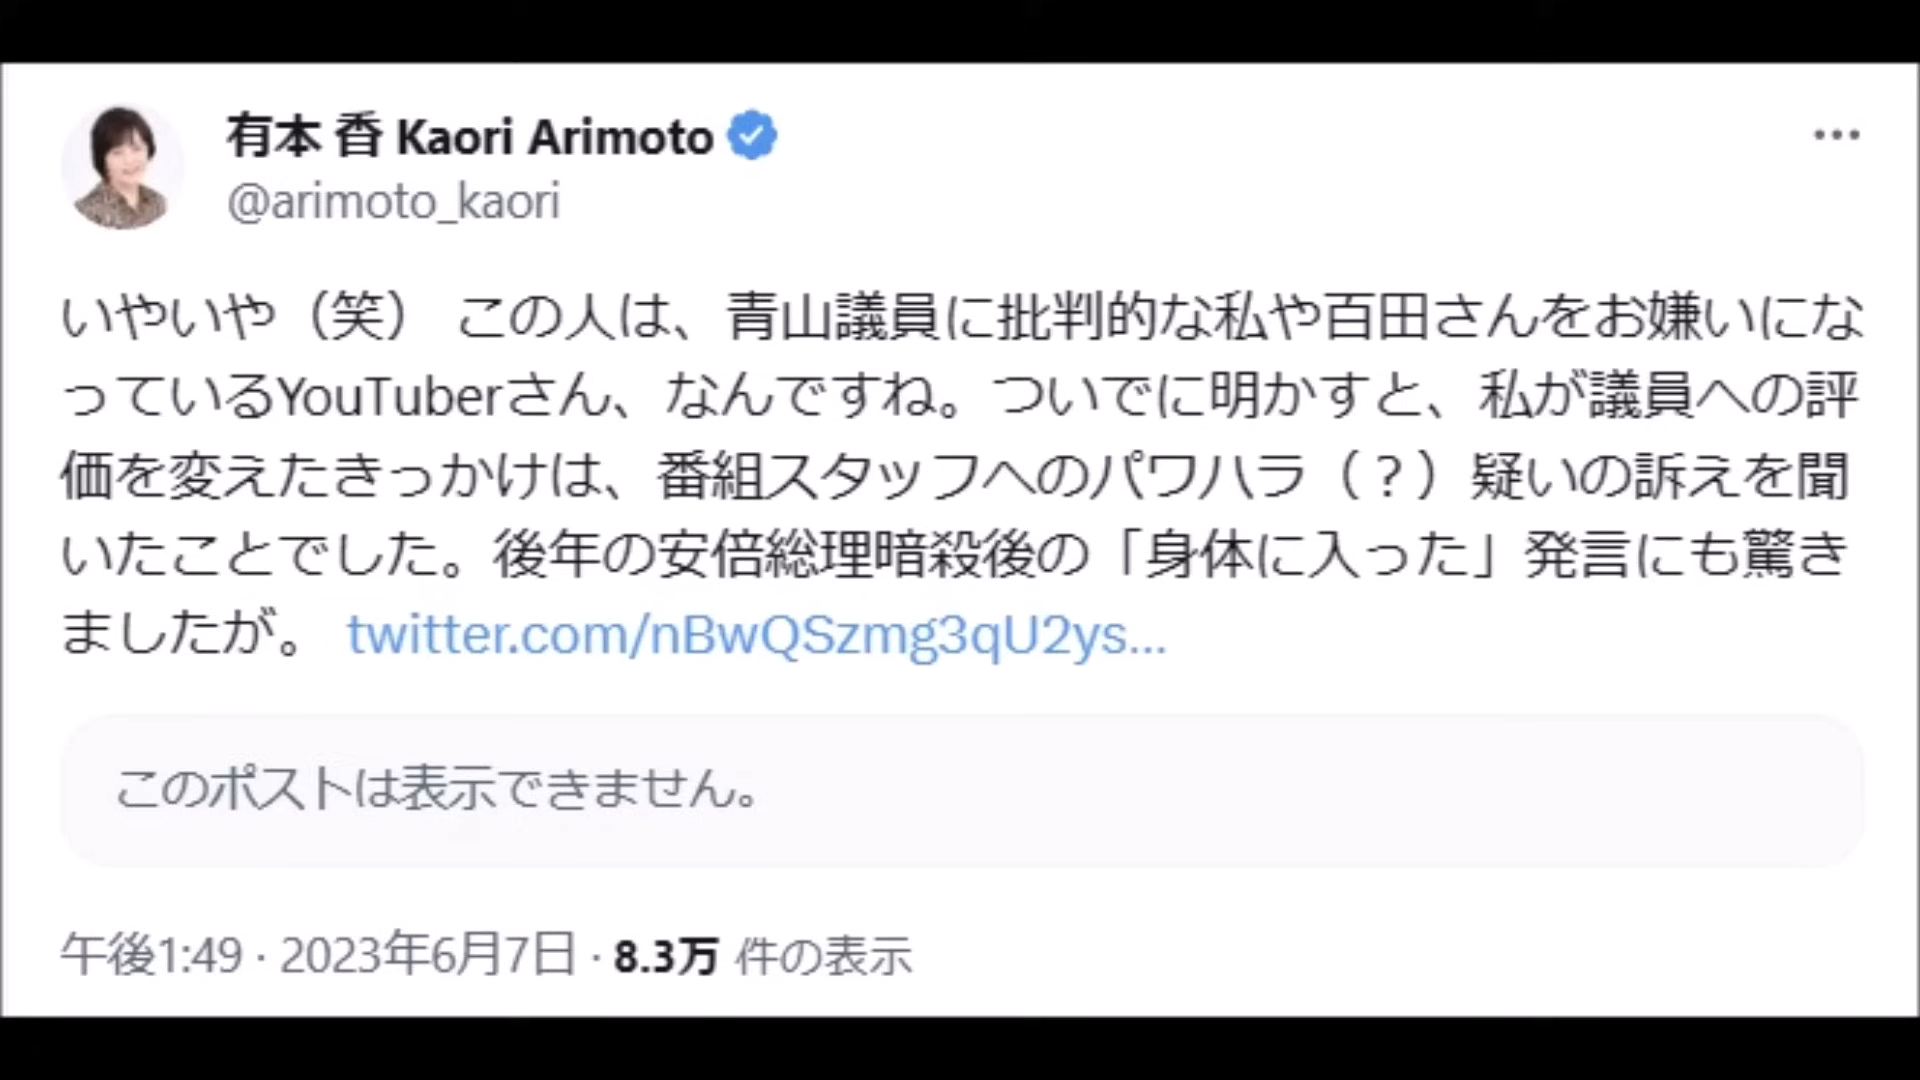 有本 香 Kaori Arimoto
@arimoto_kaori
いやいや（笑） この人は、青山議員に批判的な私や百田さんをお嫌いにな
っているYouTuberさん、なんですね。ついでに明かすと、私が議員への評
価を変えたきっかけは、番組スタッフへのパワハラ（？）疑いの訴えを聞
いたことでした。後年の安倍総理暗殺後の「身体に入った」発言にも驚き
ましたが。 twitter.com/nBwQSzmg3qU2ys...
このポストは表示できません。
午後1:49 · 2023年6月7日 · 8.3万 件の表示